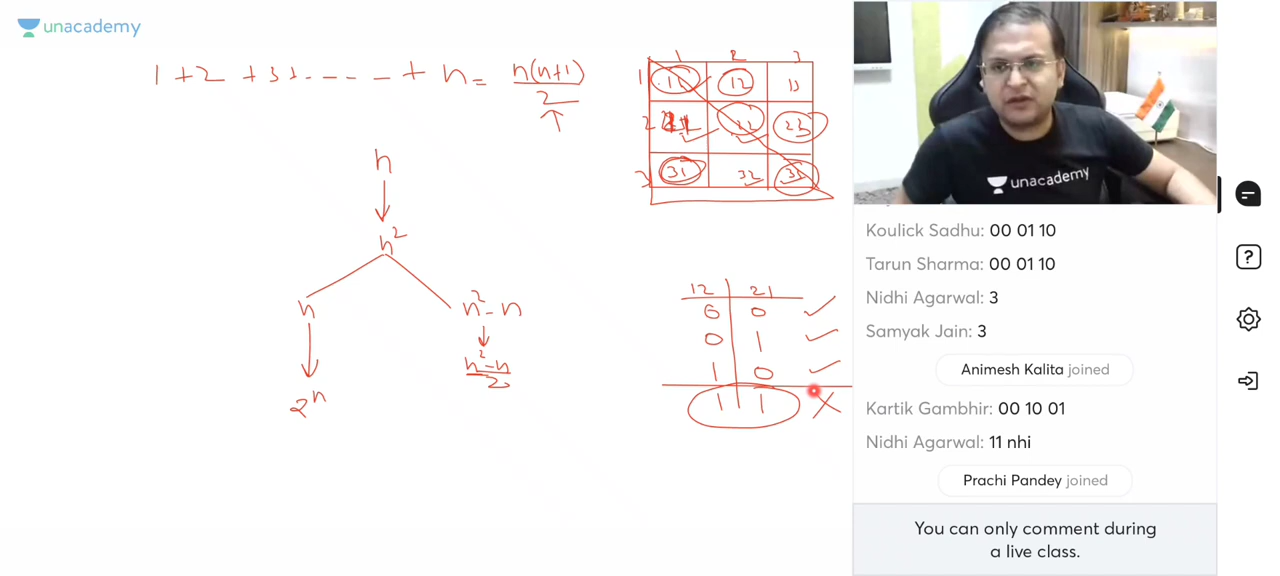 unacademy
1 + 2 + 3 + ----- + n = n(n+1)/2
n
n²
n
n² - n
2ⁿ
n² - n / 2
1 2 3
1 11 12 13
2 21 22 23
3 31 32 33
12 21
0 0 ✓
0 1 ✓
1 0 ✓
1 1 ✗
unacademy
Koulick Sadhu: 00 01 10
Tarun Sharma: 00 01 10
Nidhi Agarwal: 3
Samyak Jain: 3
Animesh Kalita joined
Kartik Gambhir: 00 10 01
Nidhi Agarwal: 11 nhi
Prachi Pandey joined
You can only comment during
a live class.